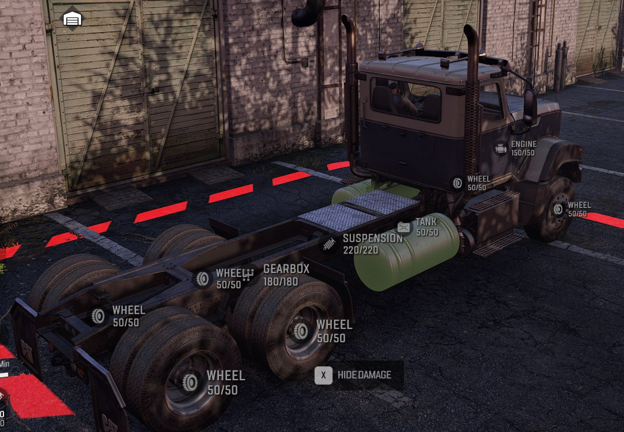 ENGINE
150/150
WHEEL
50/50
WHEEL
50/50
TANK
50/50
SUSPENSION
220/220
GEARBOX
180/180
WHEEL
50/50
WHEEL
50/50
WHEEL
50/50
WHEEL
50/50
X HIDE DAMAGE
Min